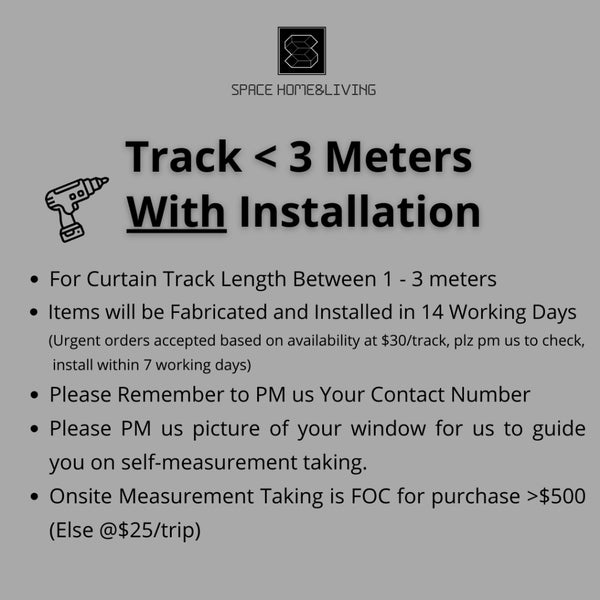 SPACE HOME&LIVING
Track < 3 Meters
With Installation
• For Curtain Track Length Between 1 - 3 meters
• Items will be Fabricated and Installed in 14 Working Days
(Urgent orders accepted based on availability at $30/track, plz pm us to check,
install within 7 working days)
• Please Remember to PM us Your Contact Number
• Please PM us picture of your window for us to guide
you on self-measurement taking.
• Onsite Measurement Taking is FOC for purchase >$500
(Else @$25/trip)